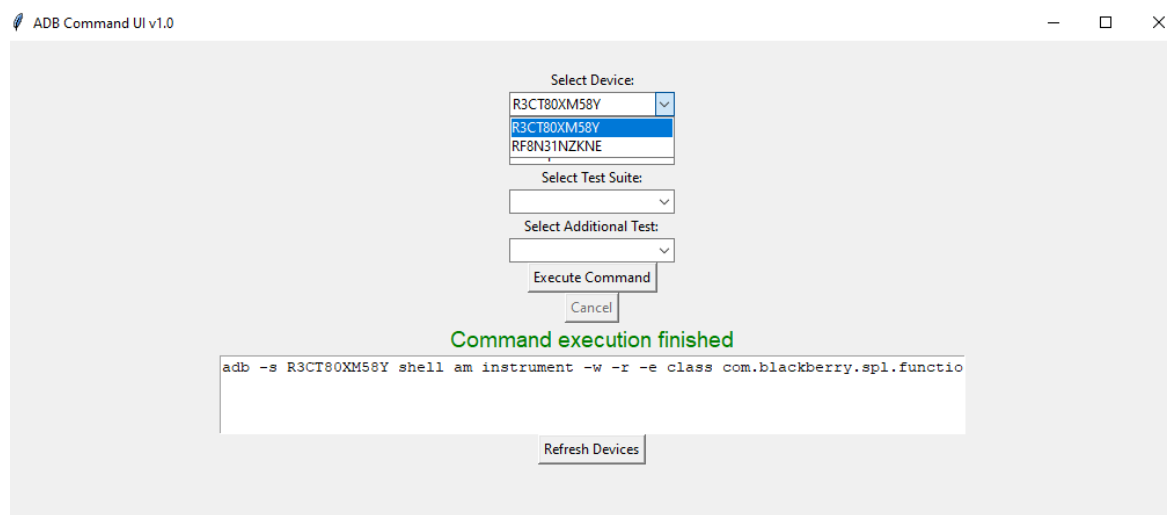 ADB Command UI v1.0
Select Device:
R3CT80XM58Y
R3CT80XM58Y
RF8N31NZKNE
Select Test Suite:
Select Additional Test:
Execute Command
Cancel
Command execution finished
adb -s R3CT80XM58Y shell am instrument -w -r -e class com.blackberry.spl.functio
Refresh Devices